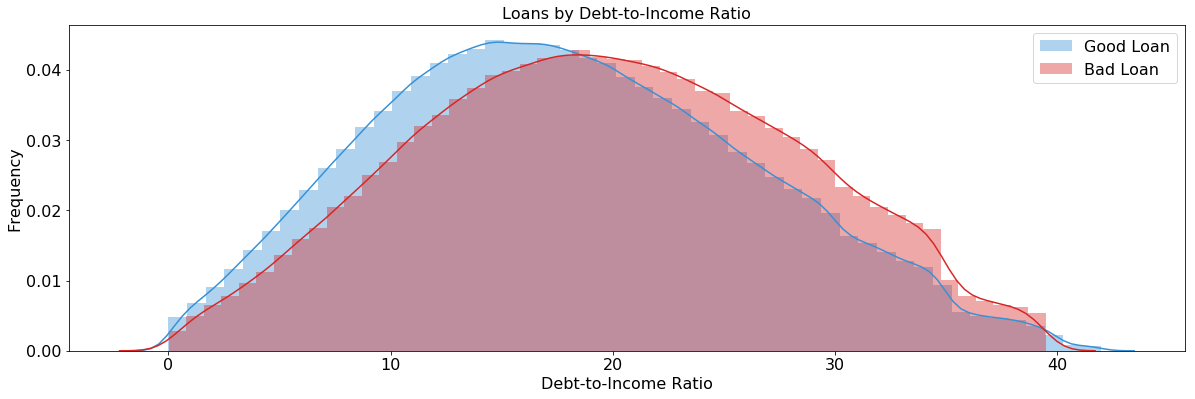 Loans by Debt-to-Income Ratio
Good Loan
Bad Loan
Frequency
0.04
0.03
0.02
0.01
0.00
0 10 20 30 40
Debt-to-Income Ratio